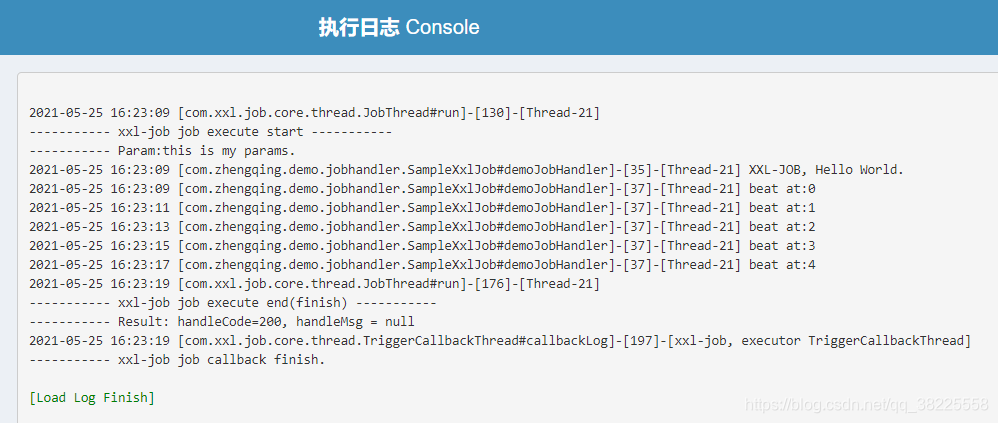 执行日志 Console
2021-05-25 16:23:09 [com.xxl.job.core.thread.JobThread#run]-[130]-[Thread-21]
----------- xxl-job job execute start -----------
----------- Param:this is my params.
2021-05-25 16:23:09 [com.zhengqing.demo.jobhandler.SampleXxlJob#demoJobHandler]-[35]-[Thread-21] XXL-JOB, Hello World.
2021-05-25 16:23:09 [com.zhengqing.demo.jobhandler.SampleXxlJob#demoJobHandler]-[37]-[Thread-21] beat at:0
2021-05-25 16:23:11 [com.zhengqing.demo.jobhandler.SampleXxlJob#demoJobHandler]-[37]-[Thread-21] beat at:1
2021-05-25 16:23:13 [com.zhengqing.demo.jobhandler.SampleXxlJob#demoJobHandler]-[37]-[Thread-21] beat at:2
2021-05-25 16:23:15 [com.zhengqing.demo.jobhandler.SampleXxlJob#demoJobHandler]-[37]-[Thread-21] beat at:3
2021-05-25 16:23:17 [com.zhengqing.demo.jobhandler.SampleXxlJob#demoJobHandler]-[37]-[Thread-21] beat at:4
2021-05-25 16:23:19 [com.xxl.job.core.thread.JobThread#run]-[176]-[Thread-21]
----------- xxl-job job execute end(finish) -----------
----------- Result: handleCode=200, handleMsg = null
2021-05-25 16:23:19 [com.xxl.job.core.thread.TriggerCallbackThread#callbackLog]-[197]-[xxl-job, executor TriggerCallbackThread]
----------- xxl-job job callback finish.
[Load Log Finish]
https://blog.csdn.net/qq_38225558